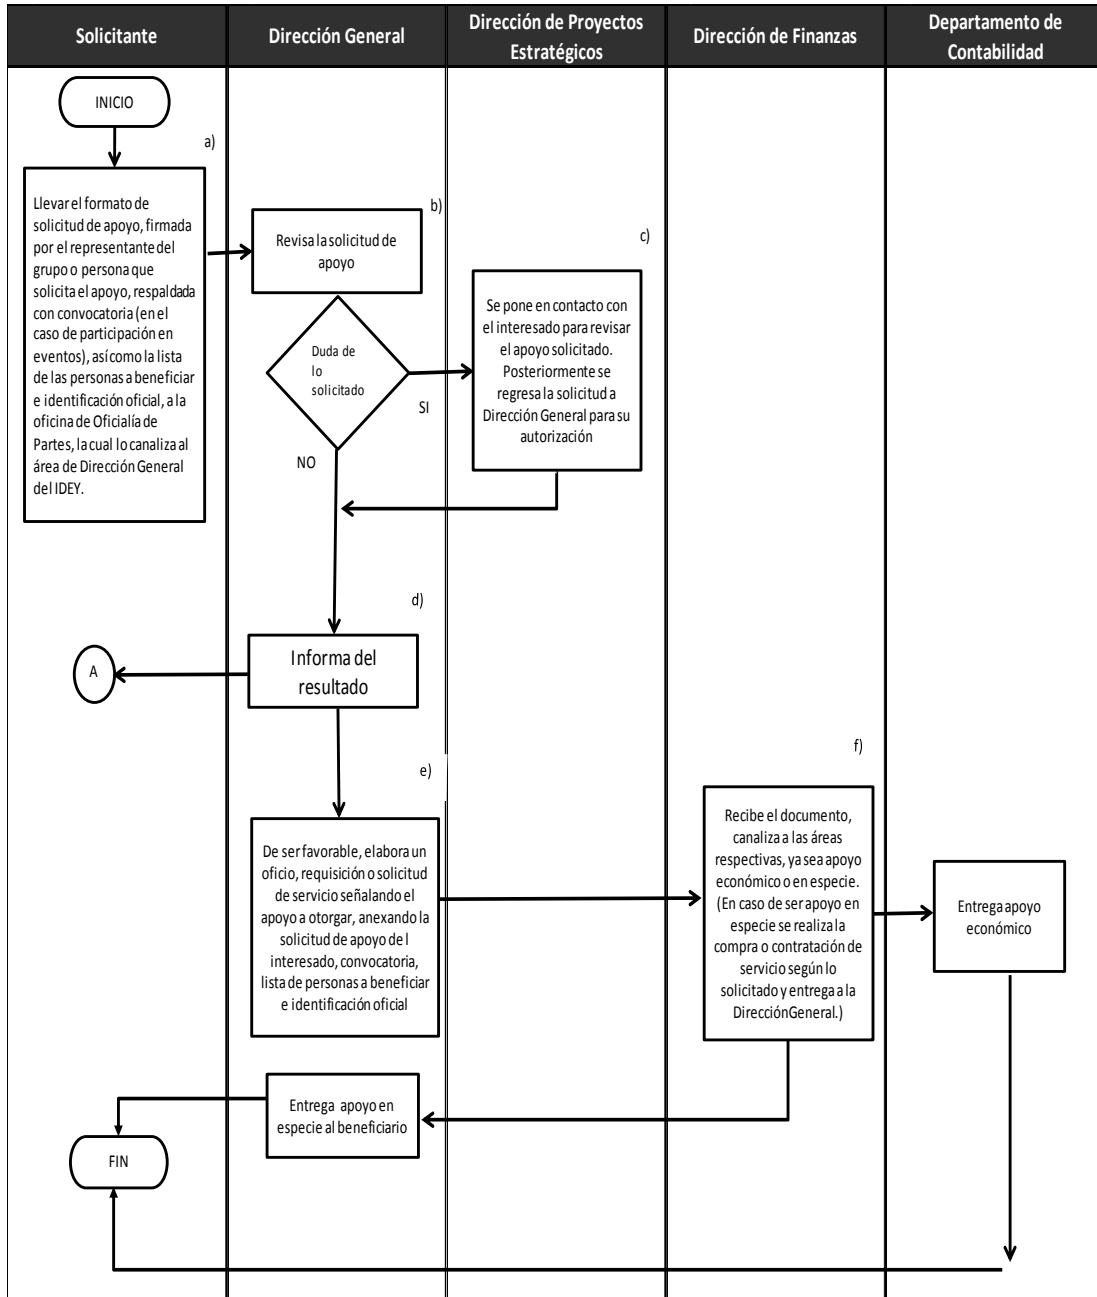 Solicitante
Dirección General
Dirección de Proyectos
Estratégicos
Dirección de Finanzas
Departamento de
Contabilidad
INICIO
a)
Llevar el formato de
solicitud de apoyo, firmada
por el representante del
grupo o persona que
solicita el apoyo, respaldada
con convocatoria (en el
caso de participación en
eventos), así como la lista
de las personas a beneficiar
e identificación oficial, a la
oficina de Oficialía de
Partes, la cual lo canaliza al
área de Dirección General
del IDEY.
b)
Revisa la solicitud de
apoyo
Duda de
lo
solicitado
SI
NO
c)
Se pone en contacto con
el interesado para revisar
el apoyo solicitado.
Posteriormente se
regresa la solicitud a
Dirección General para su
autorización
d)
Informa del
resultado
A
e)
De ser favorable, elabora un
oficio, requisición o solicitud
de servicio señalando el
apoyo a otorgar, anexando la
solicitud de apoyo de l
interesado, convocatoria,
lista de personas a beneficiar
e identificación oficial
f)
Recibe el documento,
canaliza a las áreas
respectivas, ya sea apoyo
económico o en especie.
(En caso de ser apoyo en
especie se realiza la
compra o contratación de
servicio según lo
solicitado y entrega a la
Dirección General.)
Entrega apoyo
económico
Entrega apoyo en
especie al beneficiario
FIN